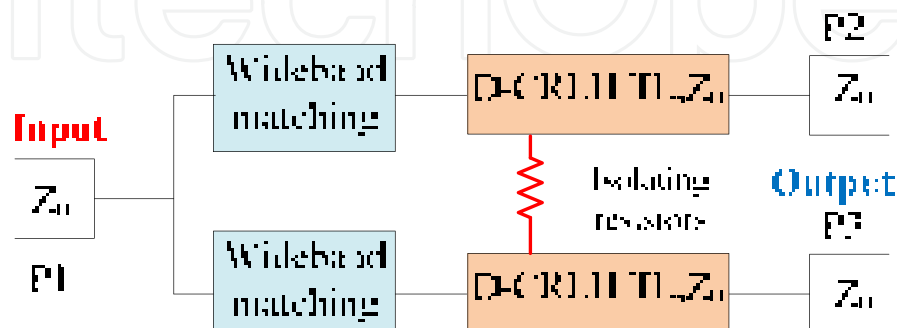 P2
Wideband
matching
D-CRLH TL, Z₀
Z₀
Input
Z₀
Isolating
resistors
Output
P3
P1
Wideband
matching
D-CRLH TL, Z₀
Z₀